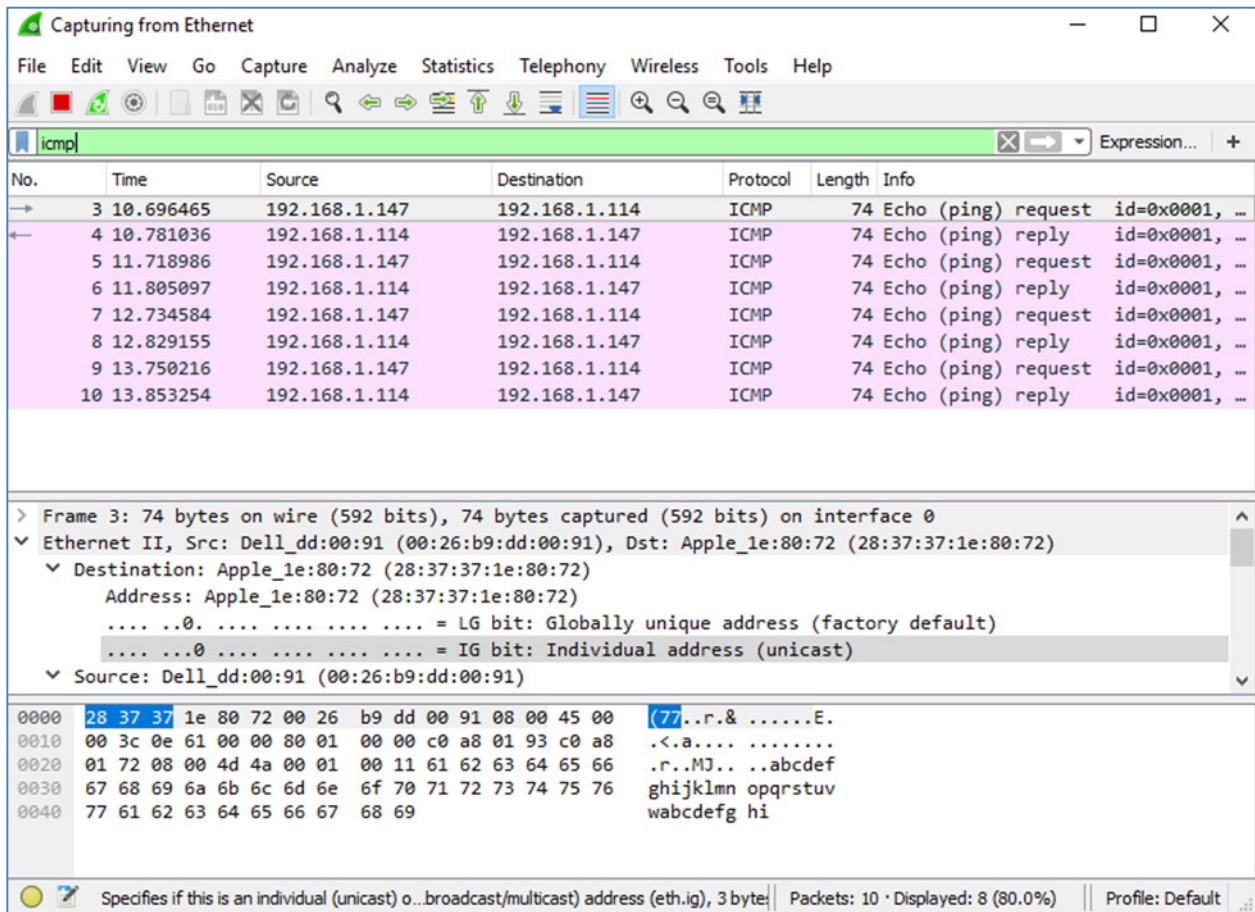 Capturing from Ethernet
File Edit View Go Capture Analyze Statistics Telephony Wireless Tools Help
icmp Expression... +
No. Time Source Destination Protocol Length Info
3 10.696465 192.168.1.147 192.168.1.114 ICMP 74 Echo (ping) request id=0x0001, …
4 10.781036 192.168.1.114 192.168.1.147 ICMP 74 Echo (ping) reply id=0x0001, …
5 11.718986 192.168.1.147 192.168.1.114 ICMP 74 Echo (ping) request id=0x0001, …
6 11.805097 192.168.1.114 192.168.1.147 ICMP 74 Echo (ping) reply id=0x0001, …
7 12.734584 192.168.1.147 192.168.1.114 ICMP 74 Echo (ping) request id=0x0001, …
8 12.829155 192.168.1.114 192.168.1.147 ICMP 74 Echo (ping) reply id=0x0001, …
9 13.750216 192.168.1.147 192.168.1.114 ICMP 74 Echo (ping) request id=0x0001, …
10 13.853254 192.168.1.114 192.168.1.147 ICMP 74 Echo (ping) reply id=0x0001, …
Frame 3: 74 bytes on wire (592 bits), 74 bytes captured (592 bits) on interface 0
Ethernet II, Src: Dell_dd:00:91 (00:26:b9:dd:00:91), Dst: Apple_1e:80:72 (28:37:37:1e:80:72)
Destination: Apple_1e:80:72 (28:37:37:1e:80:72)
Address: Apple_1e:80:72 (28:37:37:1e:80:72)
.... ..0. .... .... .... .... = LG bit: Globally unique address (factory default)
.... ...0 .... .... .... .... = IG bit: Individual address (unicast)
Source: Dell_dd:00:91 (00:26:b9:dd:00:91)
0000 28 37 37 1e 80 72 00 26 b9 dd 00 91 08 00 45 00 (77..r.& ......E.
0010 00 3c 0e 61 00 00 80 01 00 00 c0 a8 01 93 c0 a8 .<.a.... ........
0020 01 72 08 00 4d 4a 00 01 00 11 61 62 63 64 65 66 .r..MJ.. ..abcdef
0030 67 68 69 6a 6b 6c 6d 6e 6f 70 71 72 73 74 75 76 ghijklmn opqrstuv
0040 77 61 62 63 64 65 66 67 68 69 wabcdefg hi
Specifies if this is an individual (unicast) o…broadcast/multicast) address (eth.ig), 3 bytes Packets: 10 · Displayed: 8 (80.0%) Profile: Default